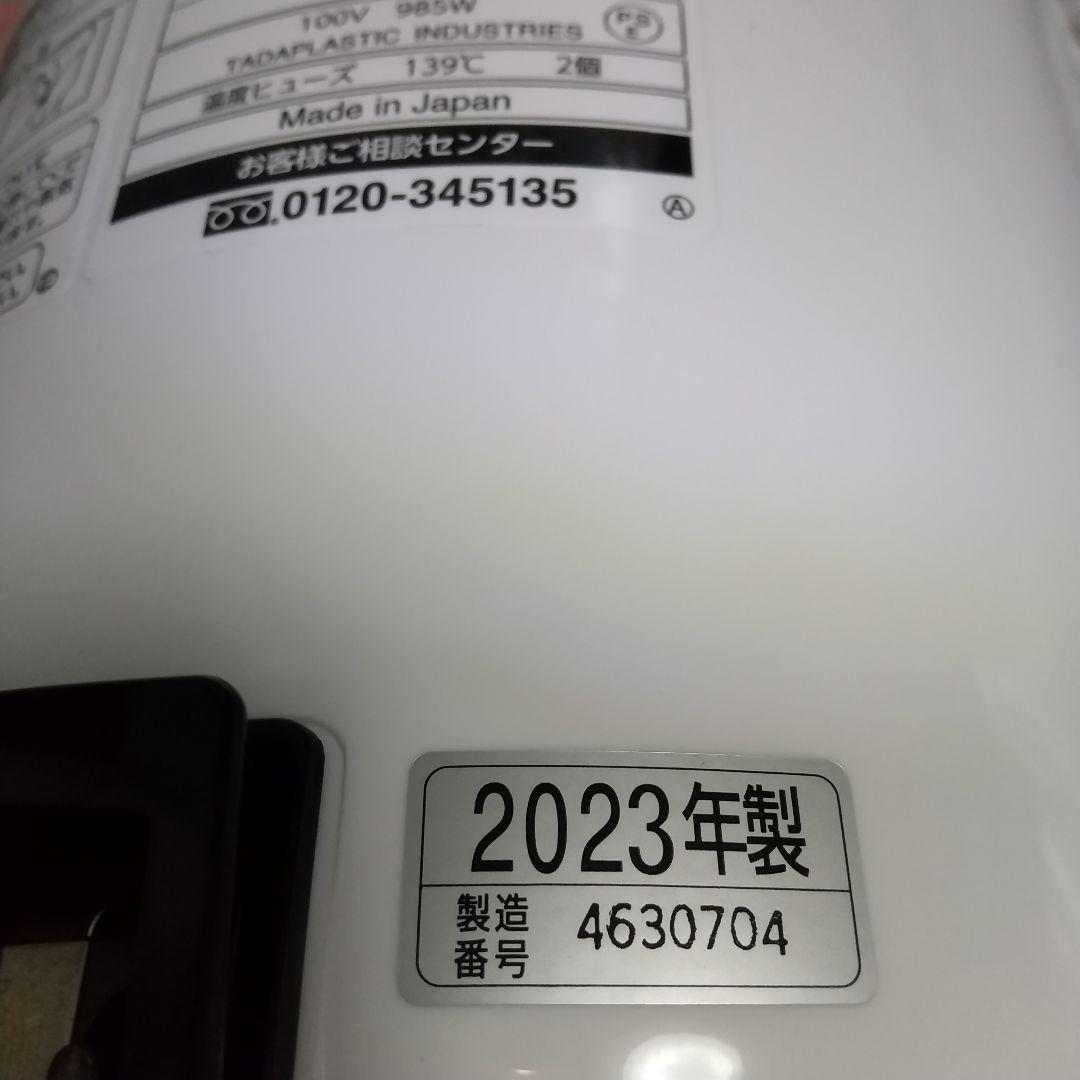 100V 985W
TADAPLASTIC INDUSTRIES
PSE
温度ヒューズ 139℃ 2個
Made in Japan
お客様ご相談センター
0120-345135 A
2023年製
製造番号 4630704